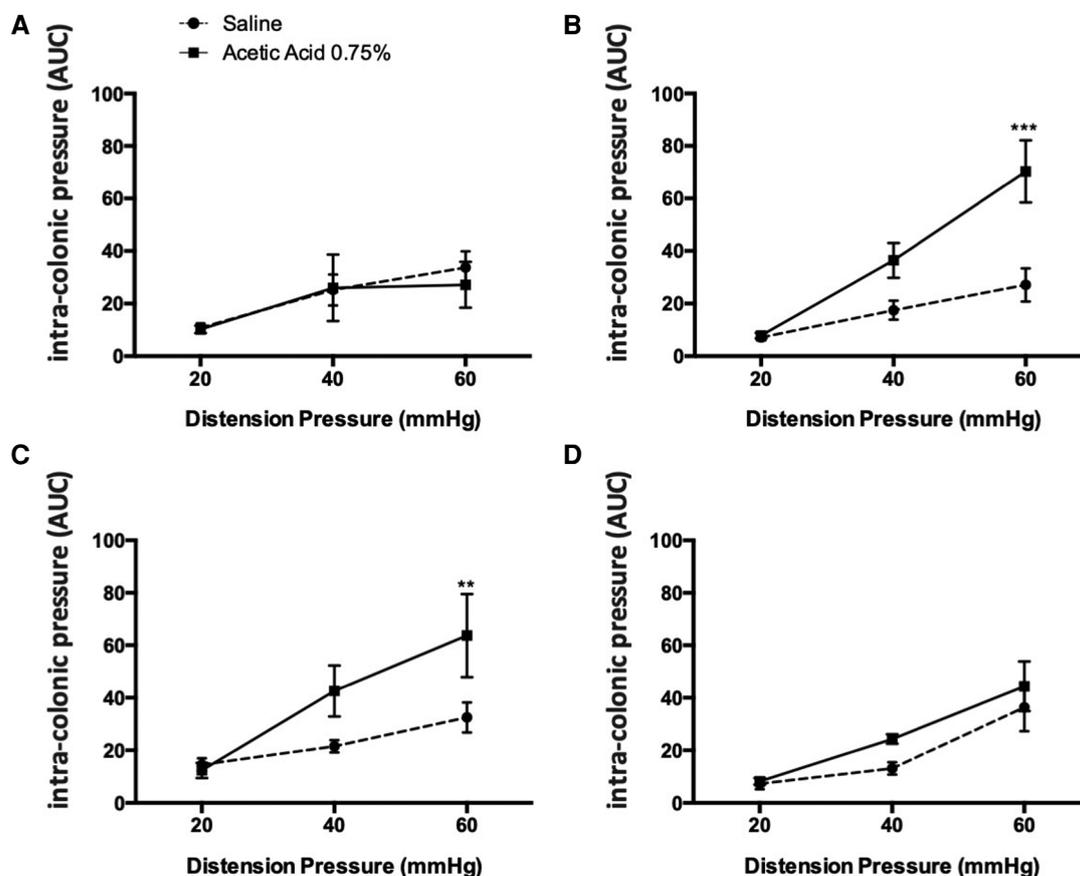 A
Saline
Acetic Acid 0.75%
intra-colonic pressure (AUC)
100
80
60
40
20
0
20 40 60
Distension Pressure (mmHg)
B
intra-colonic pressure (AUC)
100
80
60
40
20
0
***
20 40 60
Distension Pressure (mmHg)
C
intra-colonic pressure (AUC)
100
80
60
40
20
0
**
20 40 60
Distension Pressure (mmHg)
D
intra-colonic pressure (AUC)
100
80
60
40
20
0
20 40 60
Distension Pressure (mmHg)